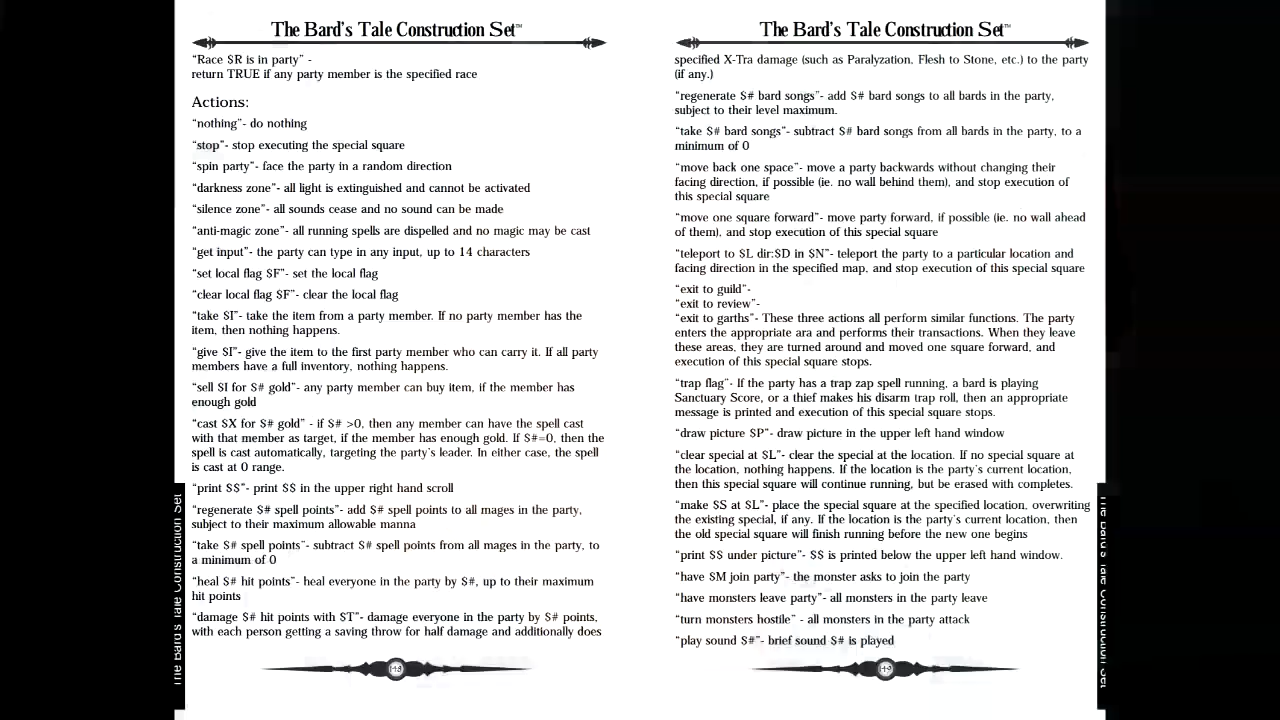 The Bard's Tale Construction Set™
"Race $R is in party" -
return TRUE if any party member is the specified race
Actions:
"nothing"- do nothing
"stop"- stop executing the special square
"spin party"- face the party in a random direction
"darkness zone"- all light is extinguished and cannot be activated
"silence zone"- all sounds cease and no sound can be made
"anti-magic zone"- all running spells are dispelled and no magic may be cast
"get input"- the party can type in any input, up to 14 characters
"set local flag $F"- set the local flag
"clear local flag $F"- clear the local flag
"take $I"- take the item from a party member. If no party member has the
item, then nothing happens.
"give $I"- give the item to the first party member who can carry it. If all party
members have a full inventory, nothing happens.
"sell $I for $# gold"- any party member can buy item, if the member has
enough gold
"cast $X for $# gold" - if $# >0, then any member can have the spell cast
with that member as target, if the member has enough gold. If $#=0, then the
spell is cast automatically, targeting the party's leader. In either case, the spell
is cast at 0 range.
"print $$"- print $$ in the upper right hand scroll
"regenerate $# spell points"- add $# spell points to all mages in the party,
subject to their maximum allowable manna
"take $# spell points"- subtract $# spell points from all mages in the party, to
a minimum of 0
"heal $# hit points"- heal everyone in the party by $#, up to their maximum
hit points
"damage $# hit points with $T"- damage everyone in the party by $# points,
with each person getting a saving throw for half damage and additionally does
The Bard's Tale Construction Set
The Bard's Tale Construction Set™
specified X-Tra damage (such as Paralyzation, Flesh to Stone, etc.) to the party
(if any.)
"regenerate $# bard songs"- add $# bard songs to all bards in the party,
subject to their level maximum.
"take $# bard songs"- subtract $# bard songs from all bards in the party, to a
minimum of 0
"move back one space"- move a party backwards without changing their
facing direction, if possible (ie. no wall behind them), and stop execution of
this special square
"move one square forward"- move party forward, if possible (ie. no wall ahead
of them), and stop execution of this special square
"teleport to $L dir:$D in $N"- teleport the party to a particular location and
facing direction in the specified map, and stop execution of this special square
"exit to guild"-
"exit to review"-
"exit to garths"- These three actions all perform similar functions. The party
enters the appropriate ara and performs their transactions. When they leave
these areas, they are turned around and moved one square forward, and
execution of this special square stops.
"trap flag"- If the party has a trap zap spell running, a bard is playing
Sanctuary Score, or a thief makes his disarm trap roll, then an appropriate
message is printed and execution of this special square stops.
"draw picture $P"- draw picture in the upper left hand window
"clear special at $L"- clear the special at the location. If no special square at
the location, nothing happens. If the location is the party's current location,
then this special square will continue running, but be erased with completes.
"make $S at $L"- place the special square at the specified location, overwriting
the existing special, if any. If the location is the party's current location, then
the old special square will finish running before the new one begins
"print $$ under picture"- $$ is printed below the upper left hand window.
"have $M join party"- the monster asks to join the party
"have monsters leave party"- all monsters in the party leave
"turn monsters hostile" - all monsters in the party attack
"play sound $#"- brief sound $# is played
The Bard's Tale Construction Set